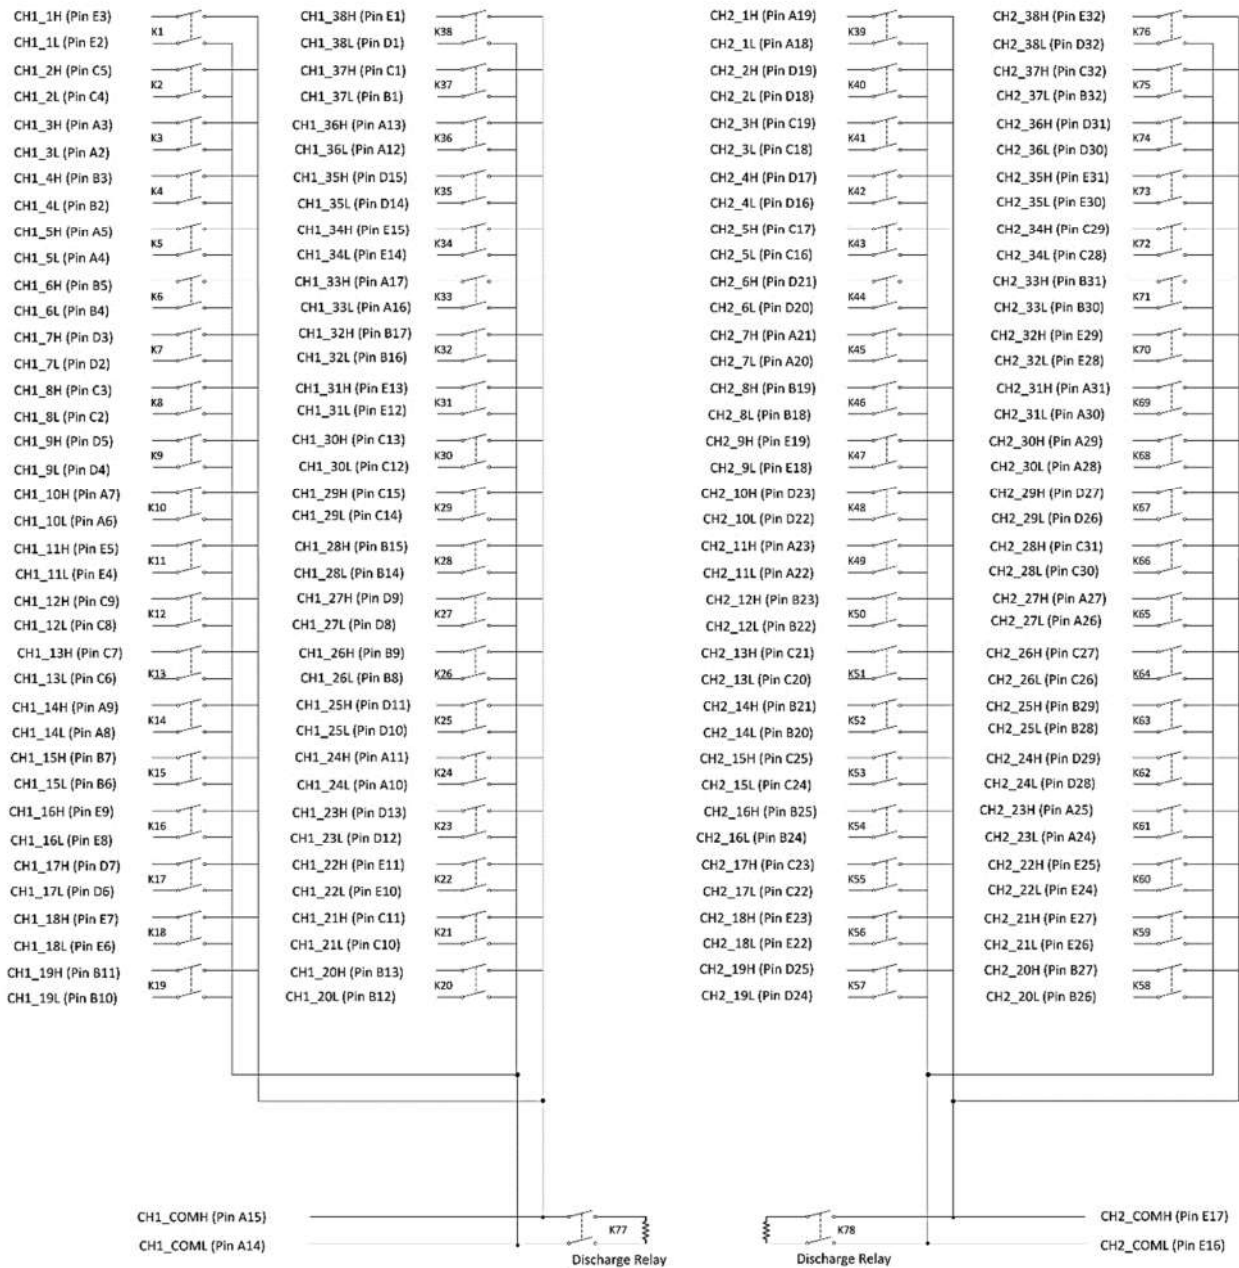 CH1_1H (Pin E3)
K1
CH1_1L (Pin E2)
CH1_2H (Pin C5)
K2
CH1_2L (Pin C4)
CH1_3H (Pin A3)
K3
CH1_3L (Pin A2)
CH1_4H (Pin B3)
K4
CH1_4L (Pin B2)
CH1_5H (Pin A5)
K5
CH1_5L (Pin A4)
CH1_6H (Pin B5)
K6
CH1_6L (Pin B4)
CH1_7H (Pin D3)
K7
CH1_7L (Pin D2)
CH1_8H (Pin C3)
K8
CH1_8L (Pin C2)
CH1_9H (Pin D5)
K9
CH1_9L (Pin D4)
CH1_10H (Pin A7)
K10
CH1_10L (Pin A6)
CH1_11H (Pin E5)
K11
CH1_11L (Pin E4)
CH1_12H (Pin C9)
K12
CH1_12L (Pin C8)
CH1_13H (Pin C7)
K13
CH1_13L (Pin C6)
CH1_14H (Pin A9)
K14
CH1_14L (Pin A8)
CH1_15H (Pin B7)
K15
CH1_15L (Pin B6)
CH1_16H (Pin E9)
K16
CH1_16L (Pin E8)
CH1_17H (Pin D7)
K17
CH1_17L (Pin D6)
CH1_18H (Pin E7)
K18
CH1_18L (Pin E6)
CH1_19H (Pin B11)
K19
CH1_19L (Pin B10)
CH1_38H (Pin E1)
K38
CH1_38L (Pin D1)
CH1_37H (Pin C1)
K37
CH1_37L (Pin B1)
CH1_36H (Pin A13)
K36
CH1_36L (Pin A12)
CH1_35H (Pin D15)
K35
CH1_35L (Pin D14)
CH1_34H (Pin E15)
K34
CH1_34L (Pin E14)
CH1_33H (Pin A17)
K33
CH1_33L (Pin A16)
CH1_32H (Pin B17)
K32
CH1_32L (Pin B16)
CH1_31H (Pin E13)
K31
CH1_31L (Pin E12)
CH1_30H (Pin C13)
K30
CH1_30L (Pin C12)
CH1_29H (Pin C15)
K29
CH1_29L (Pin C14)
CH1_28H (Pin B15)
K28
CH1_28L (Pin B14)
CH1_27H (Pin D9)
K27
CH1_27L (Pin D8)
CH1_26H (Pin B9)
K26
CH1_26L (Pin B8)
CH1_25H (Pin D11)
K25
CH1_25L (Pin D10)
CH1_24H (Pin A11)
K24
CH1_24L (Pin A10)
CH1_23H (Pin D13)
K23
CH1_23L (Pin D12)
CH1_22H (Pin E11)
K22
CH1_22L (Pin E10)
CH1_21H (Pin C11)
K21
CH1_21L (Pin C10)
CH1_20H (Pin B13)
K20
CH1_20L (Pin B12)
CH2_1H (Pin A19)
K39
CH2_1L (Pin A18)
CH2_2H (Pin D19)
K40
CH2_2L (Pin D18)
CH2_3H (Pin C19)
K41
CH2_3L (Pin C18)
CH2_4H (Pin D17)
K42
CH2_4L (Pin D16)
CH2_5H (Pin C17)
K43
CH2_5L (Pin C16)
CH2_6H (Pin D21)
K44
CH2_6L (Pin D20)
CH2_7H (Pin A21)
K45
CH2_7L (Pin A20)
CH2_8H (Pin B19)
K46
CH2_8L (Pin B18)
CH2_9H (Pin E19)
K47
CH2_9L (Pin E18)
CH2_10H (Pin D23)
K48
CH2_10L (Pin D22)
CH2_11H (Pin A23)
K49
CH2_11L (Pin A22)
CH2_12H (Pin B23)
K50
CH2_12L (Pin B22)
CH2_13H (Pin C21)
K51
CH2_13L (Pin C20)
CH2_14H (Pin B21)
K52
CH2_14L (Pin B20)
CH2_15H (Pin C25)
K53
CH2_15L (Pin C24)
CH2_16H (Pin B25)
K54
CH2_16L (Pin B24)
CH2_17H (Pin C23)
K55
CH2_17L (Pin C22)
CH2_18H (Pin E23)
K56
CH2_18L (Pin E22)
CH2_19H (Pin D25)
K57
CH2_19L (Pin D24)
CH2_38H (Pin E32)
K76
CH2_38L (Pin D32)
CH2_37H (Pin C32)
K75
CH2_37L (Pin B32)
CH2_36H (Pin D31)
K74
CH2_36L (Pin D30)
CH2_35H (Pin E31)
K73
CH2_35L (Pin E30)
CH2_34H (Pin C29)
K72
CH2_34L (Pin C28)
CH2_33H (Pin B31)
K71
CH2_33L (Pin B30)
CH2_32H (Pin E29)
K70
CH2_32L (Pin E28)
CH2_31H (Pin A31)
K69
CH2_31L (Pin A30)
CH2_30H (Pin A29)
K68
CH2_30L (Pin A28)
CH2_29H (Pin D27)
K67
CH2_29L (Pin D26)
CH2_28H (Pin C31)
K66
CH2_28L (Pin C30)
CH2_27H (Pin A27)
K65
CH2_27L (Pin A26)
CH2_26H (Pin C27)
K64
CH2_26L (Pin C26)
CH2_25H (Pin B29)
K63
CH2_25L (Pin B28)
CH2_24H (Pin D29)
K62
CH2_24L (Pin D28)
CH2_23H (Pin A25)
K61
CH2_23L (Pin A24)
CH2_22H (Pin E25)
K60
CH2_22L (Pin E24)
CH2_21H (Pin E27)
K59
CH2_21L (Pin E26)
CH2_20H (Pin B27)
K58
CH2_20L (Pin B26)
CH1_COMH (Pin A15)
K77
CH1_COML (Pin A14)
Discharge Relay
K78
CH2_COMH (Pin E17)
CH2_COML (Pin E16)
Discharge Relay